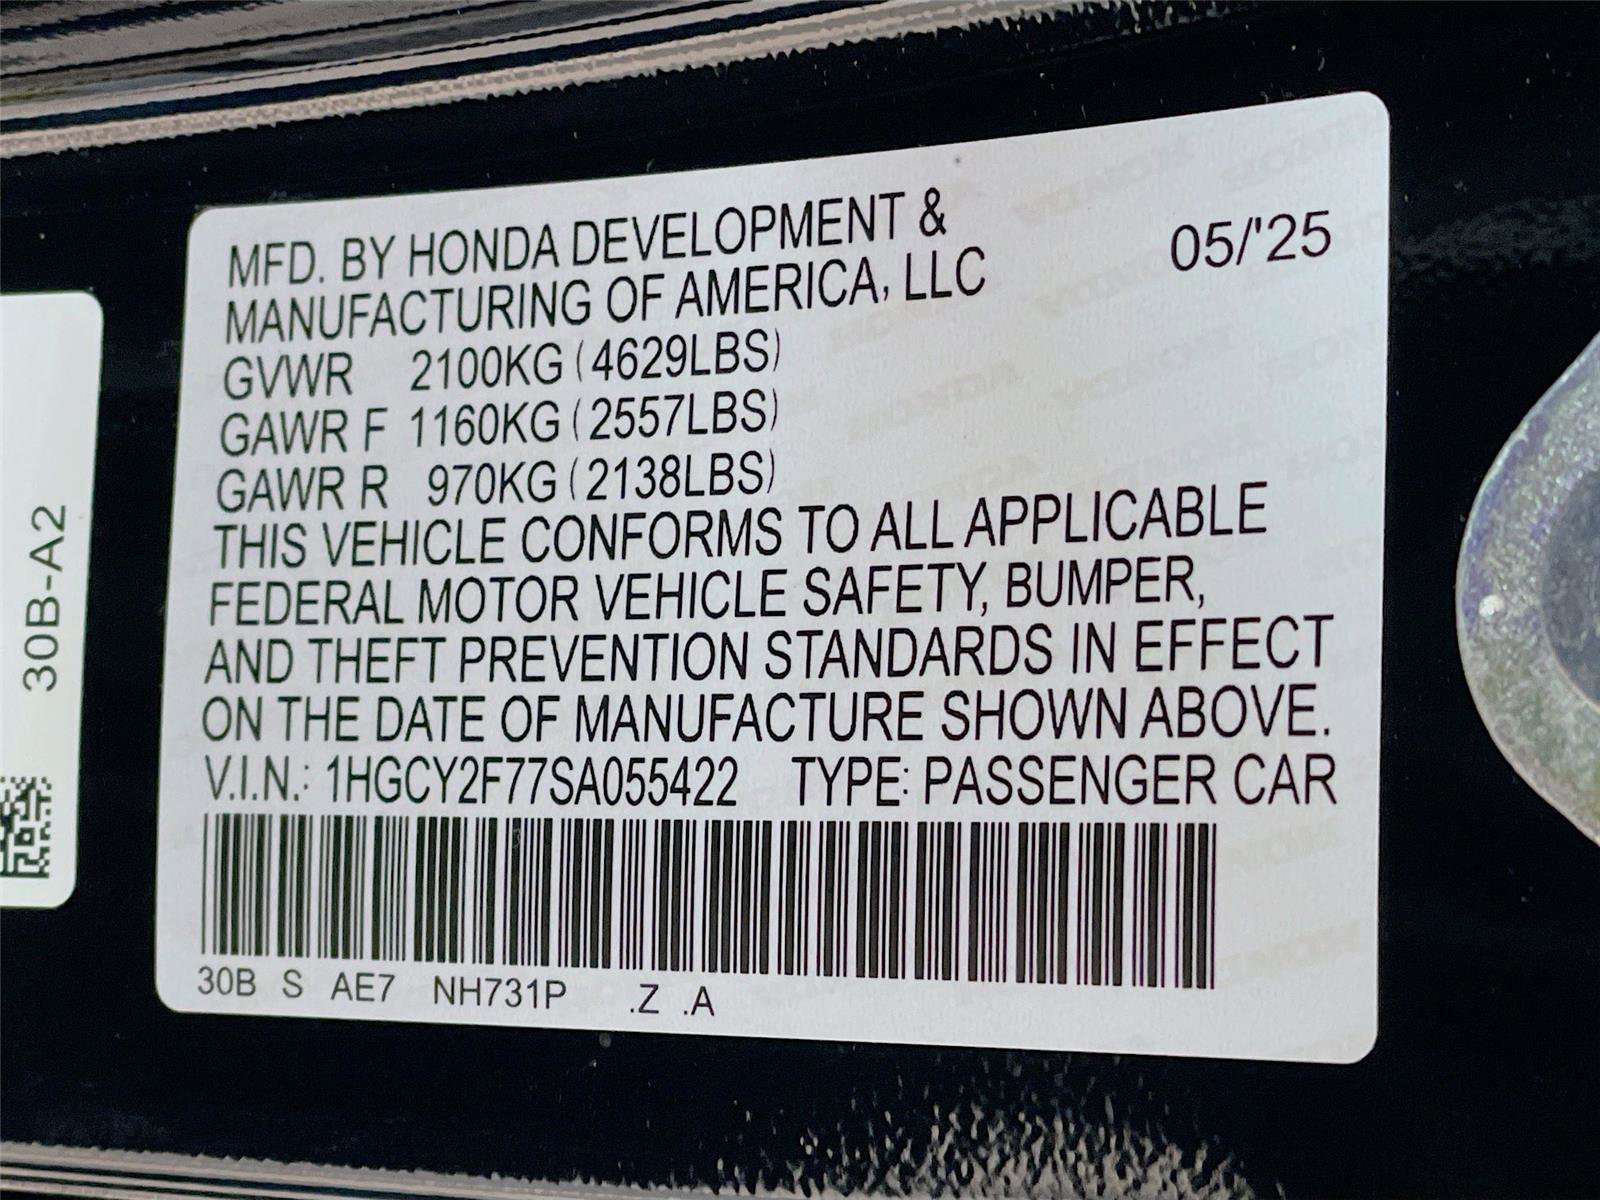 MFD. BY HONDA DEVELOPMENT &
MANUFACTURING OF AMERICA, LLC
05/'25
GVWR 2100KG (4629LBS)
GAWR F 1160KG (2557LBS)
GAWR R 970KG (2138LBS)
THIS VEHICLE CONFORMS TO ALL APPLICABLE
FEDERAL MOTOR VEHICLE SAFETY, BUMPER,
AND THEFT PREVENTION STANDARDS IN EFFECT
ON THE DATE OF MANUFACTURE SHOWN ABOVE.
V.I.N.: 1HGCY2F77SA055422 TYPE: PASSENGER CAR
30B S AE7 NH731P .Z .A
30B-A2